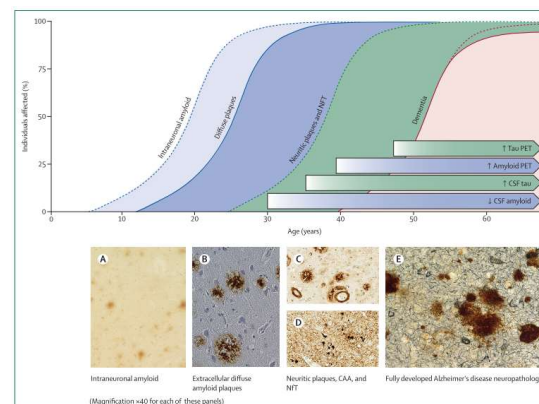 100
75
50
25
0
Individuals affected (%)
Intraneuronal amyloid
Diffuse plaques
Neuritic plaques and NFT
Dementia
↑ Tau PET
↑ Amyloid PET
↑ CSF tau
↓ CSF amyloid
0 10 20 30 40 50 60
Age (years)
A
B
C
D
E
Intraneuronal amyloid
Extracellular diffuse
amyloid plaques
Neuritic plaques, CAA, and
NfT
Fully developed Alzheimer's disease neuropatholog
(Magnification ×40 for each of these panels)